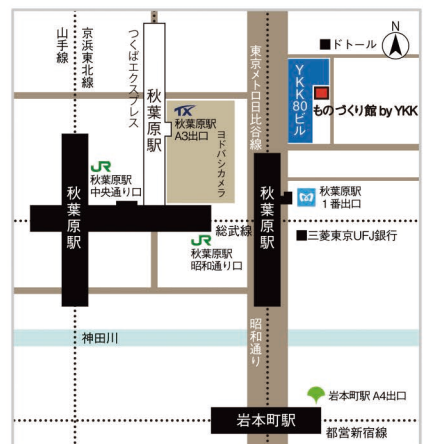 N
山手線
京浜東北線
つくばエクスプレス
秋葉原駅
TX
秋葉原駅
A3出口
ヨドバシカメラ
東京メトロ日比谷線
■ドトール
YKK80ビル
ものづくり館 by YKK
JR
秋葉原駅
中央通り口
秋葉原駅
秋葉原駅
秋葉原駅
1番出口
総武線
JR
秋葉原駅
昭和通り口
■三菱東京UFJ銀行
昭和通り
神田川
岩本町駅 A4出口
岩本町駅
都営新宿線